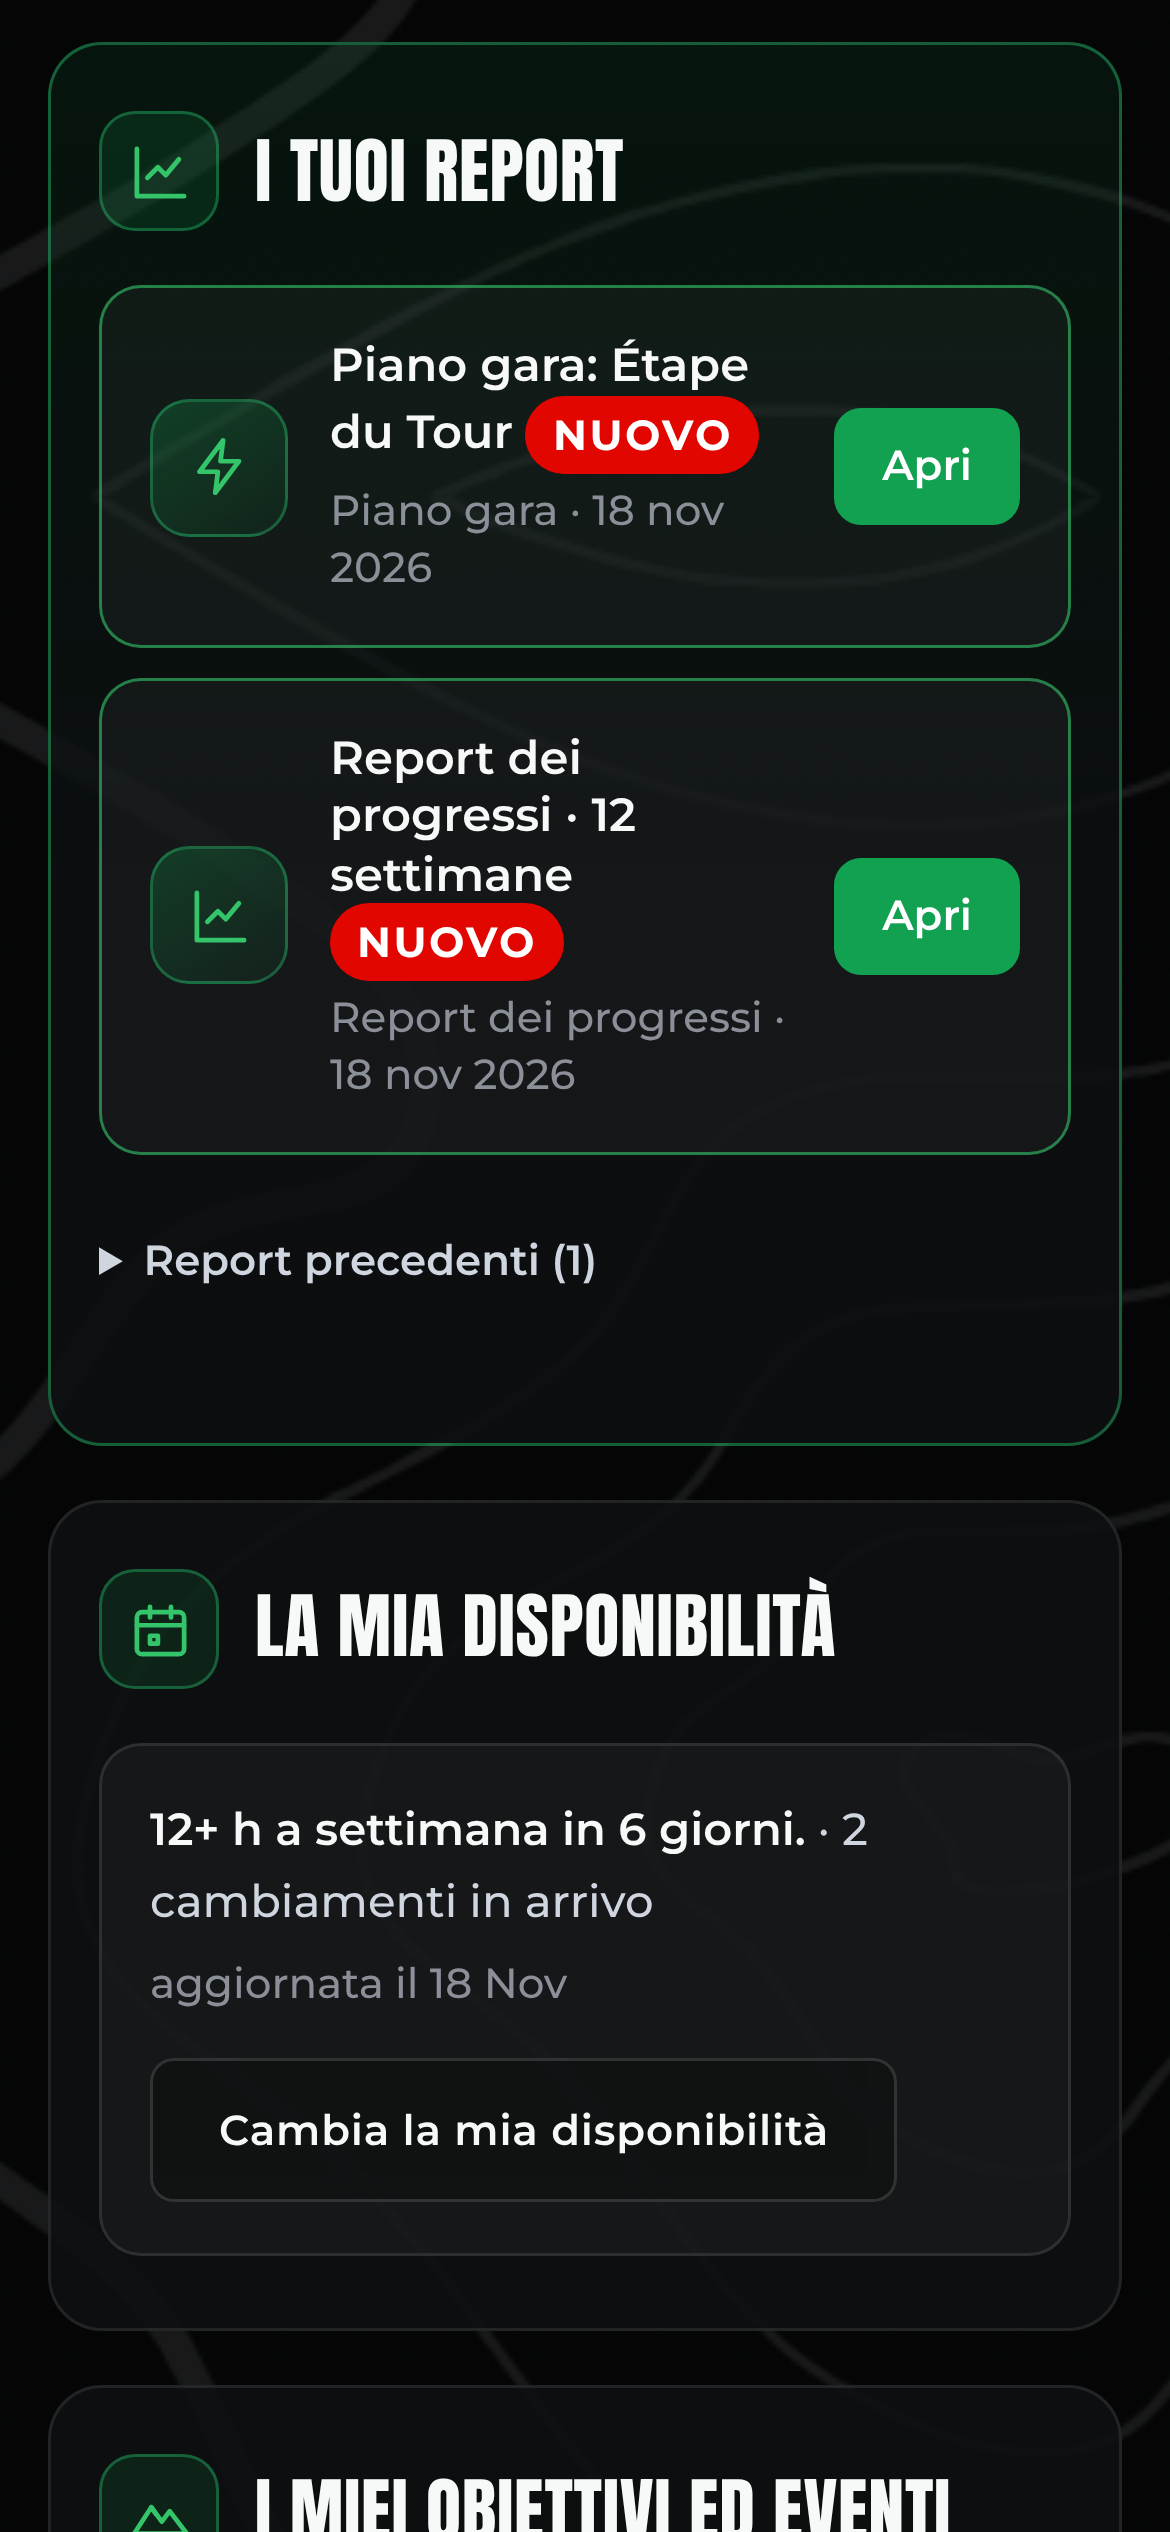 I TUOI REPORT
Piano gara: Étape
du Tour NUOVO
Piano gara · 18 nov
2026
Apri
Report dei
progressi · 12
settimane
NUOVO
Report dei progressi ·
18 nov 2026
Apri
▶ Report precedenti (1)
LA MIA DISPONIBILITÀ
12+ h a settimana in 6 giorni. · 2
cambiamenti in arrivo
aggiornata il 18 Nov
Cambia la mia disponibilità
I MIEI OBIETTIVI ED EVENTI